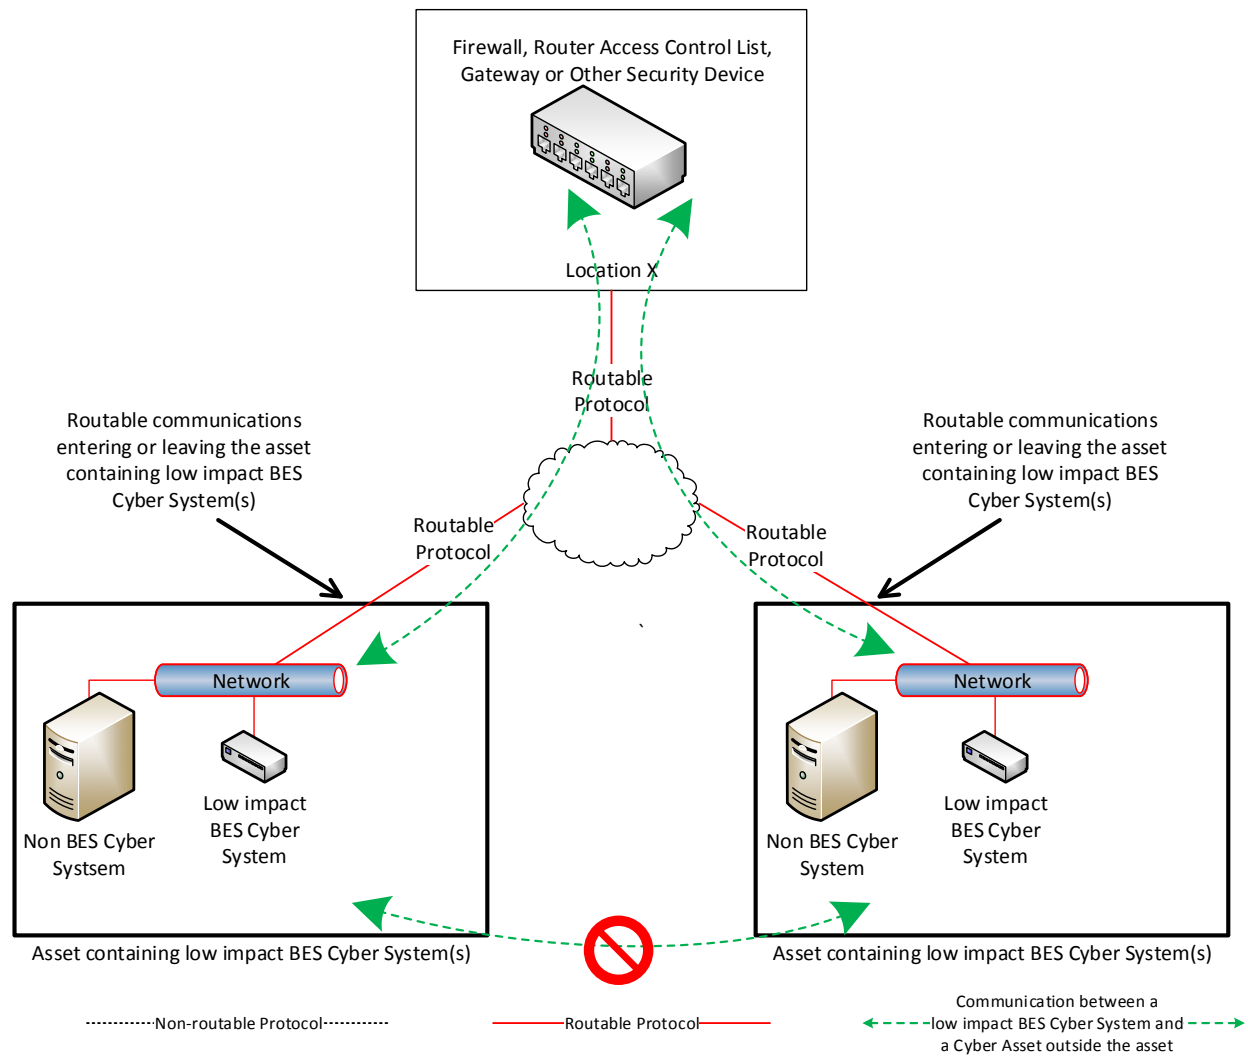 Firewall, Router Access Control List,
Gateway or Other Security Device
Location X
Routable
Protocol
Routable communications
entering or leaving the asset
containing low impact BES
Cyber System(s)
Routable communications
entering or leaving the asset
containing low impact BES
Cyber System(s)
Routable
Protocol
Routable
Protocol
Network
Non BES Cyber
Systsem
Low impact
BES Cyber
System
Network
Non BES Cyber
System
Low impact
BES Cyber
System
Asset containing low impact BES Cyber System(s)
Asset containing low impact BES Cyber System(s)
Non-routable Protocol
Routable Protocol
Communication between a
low impact BES Cyber System and
a Cyber Asset outside the asset